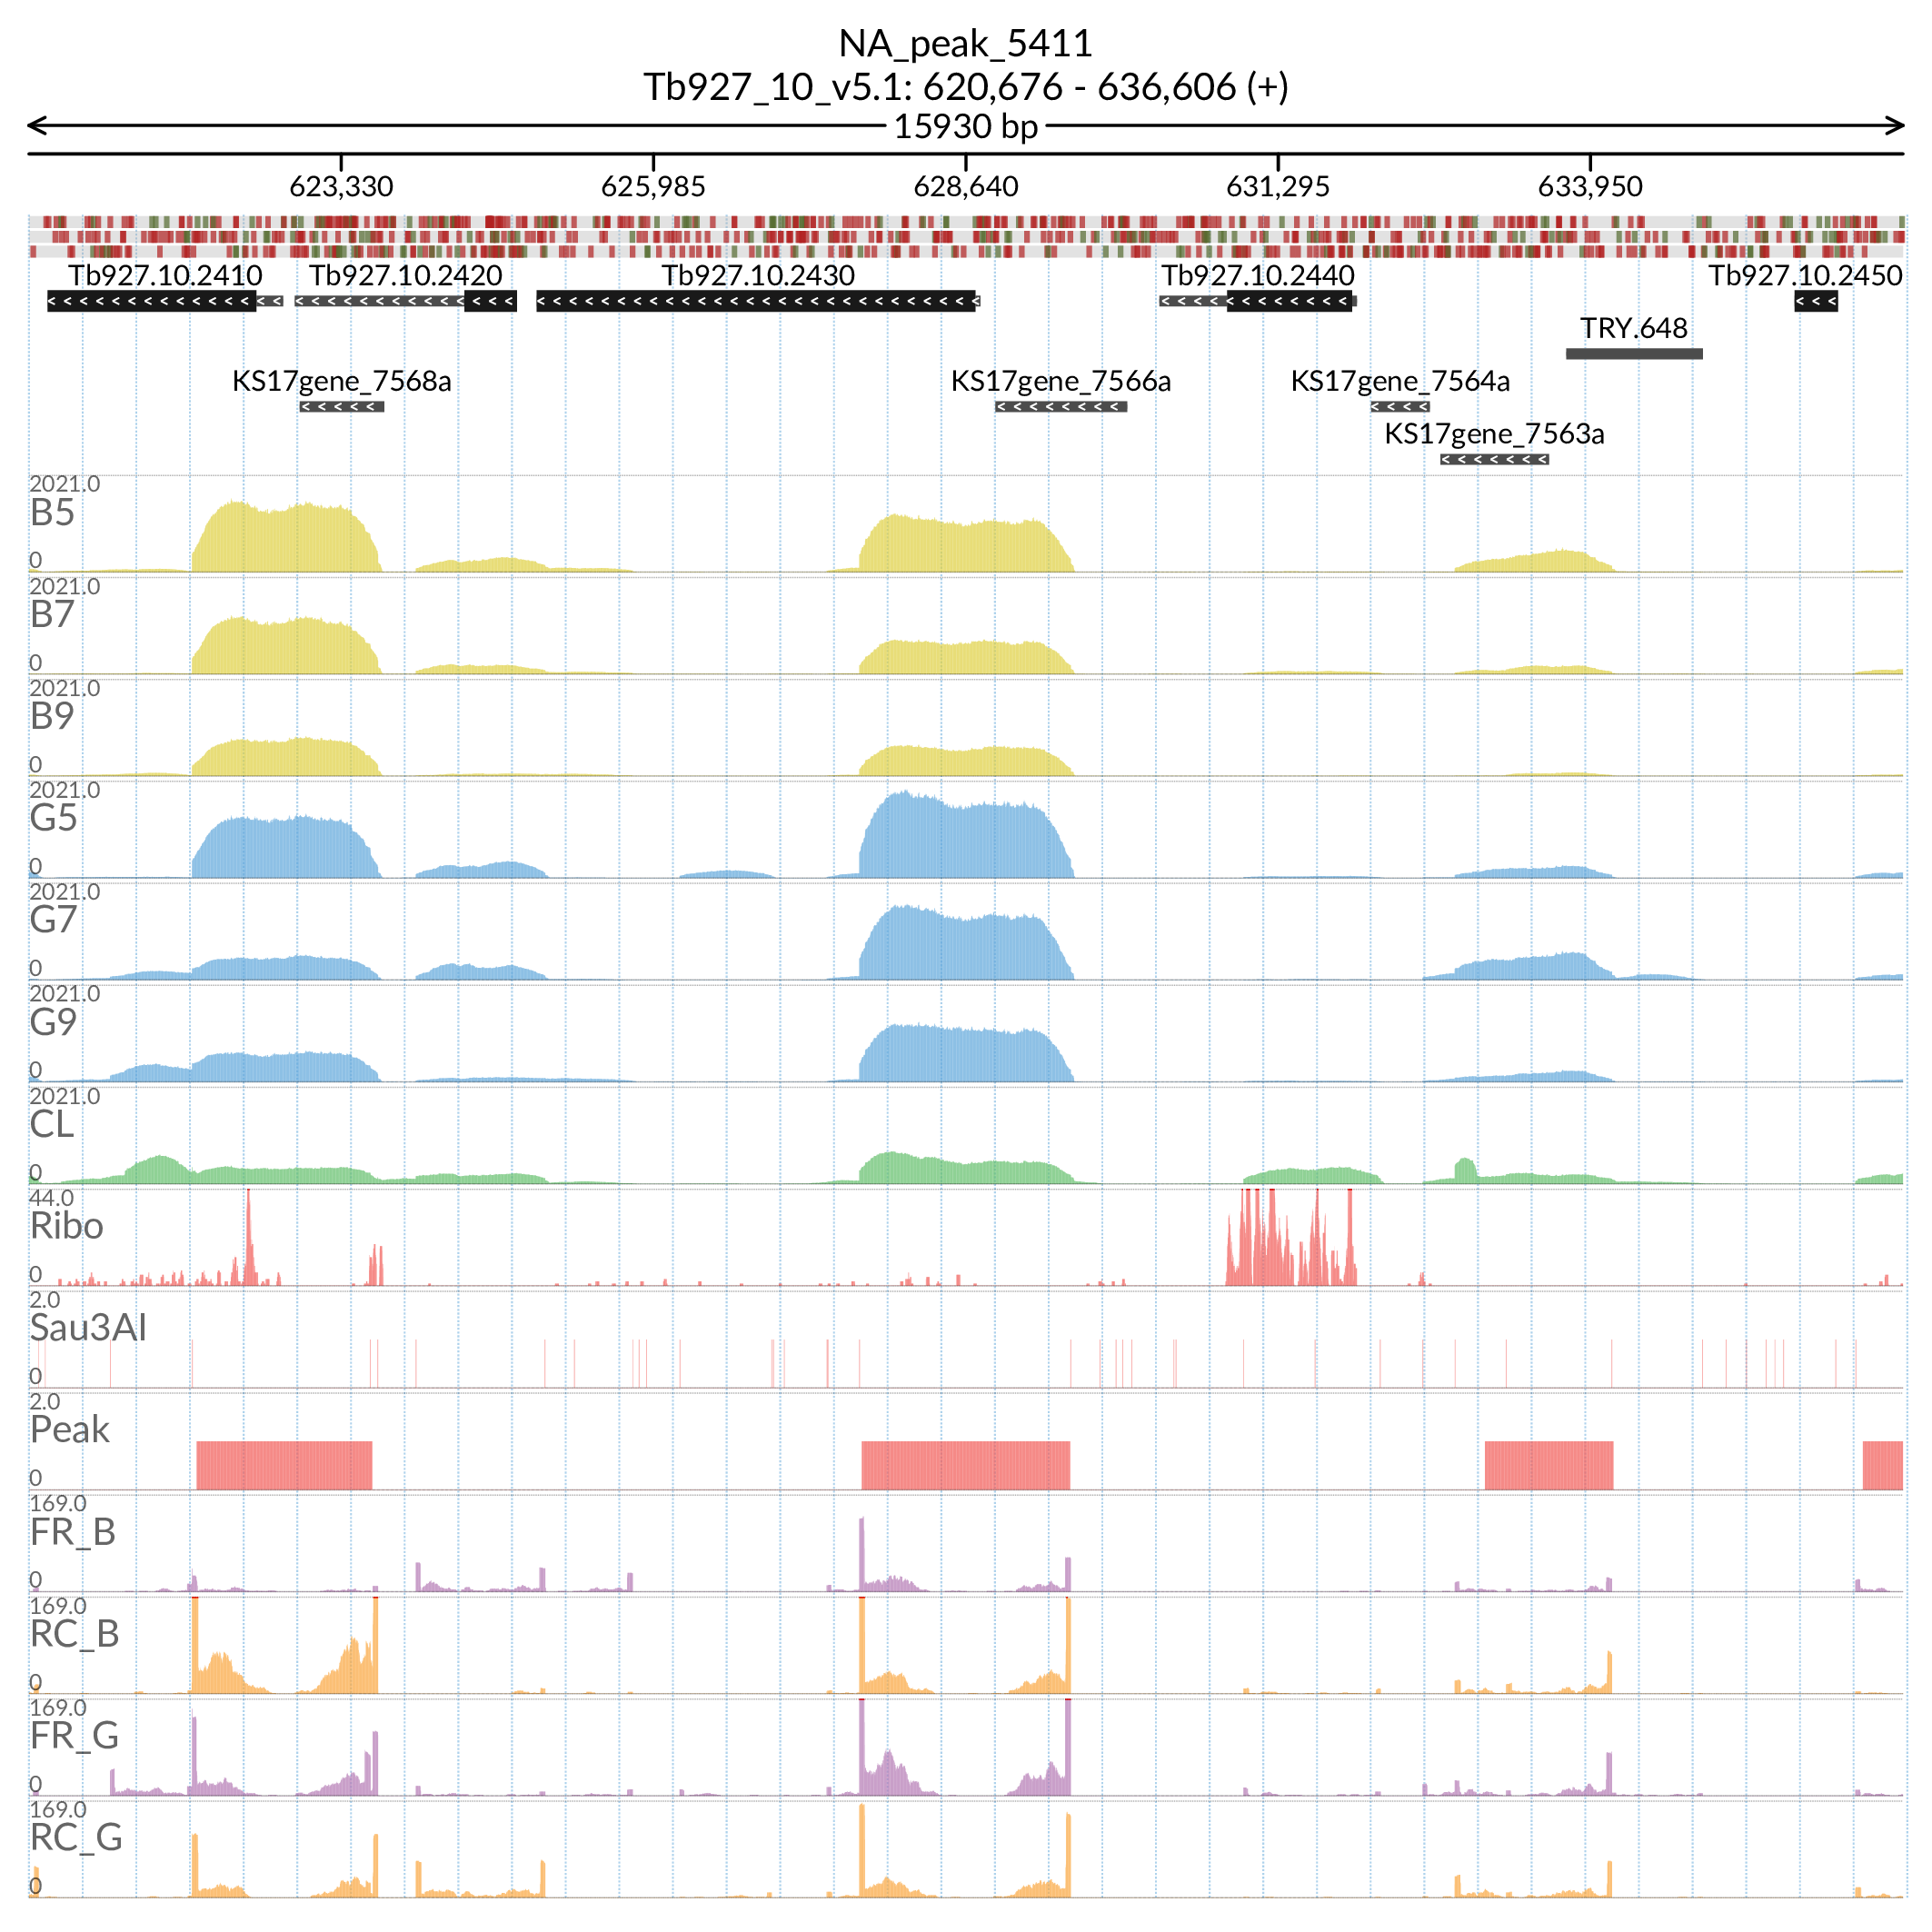 NA_peak_5411
Tb927_10_v5.1: 620,676 - 636,606 (+)
15930 bp
623,330 625,985 628,640 631,295 633,950
Tb927.10.2410 Tb927.10.2420 Tb927.10.2430 Tb927.10.2440 Tb927.10.2450
TRY.648
KS17gene_7568a KS17gene_7566a KS17gene_7564a
KS17gene_7563a
2021.0
B5
0
2021.0
B7
0
2021.0
B9
0
2021.0
G5
0
2021.0
G7
0
2021.0
G9
0
2021.0
CL
0
44.0
Ribo
0
2.0
Sau3AI
0
2.0
Peak
0
169.0
FR_B
0
169.0
RC_B
0
169.0
FR_G
0
169.0
RC_G
0